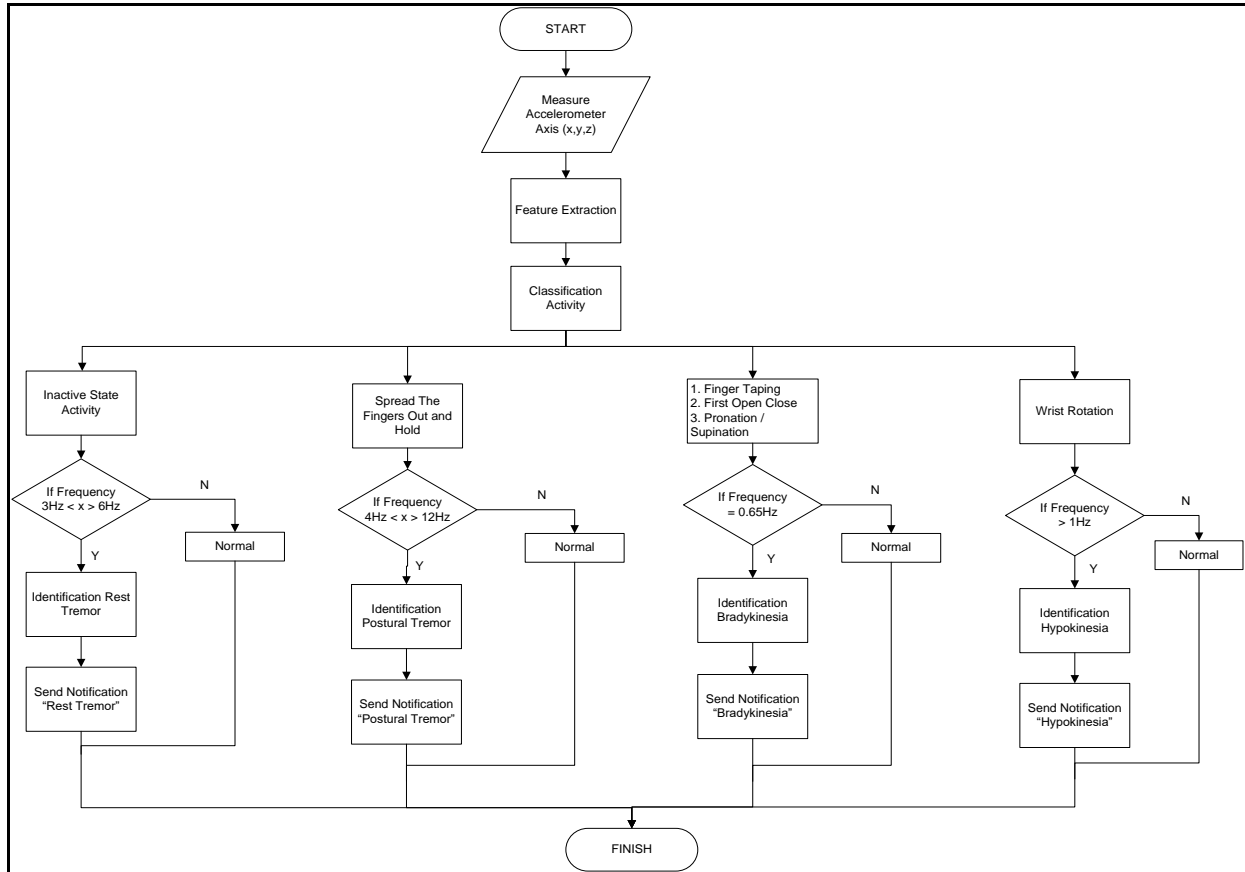 START
Measure
Accelerometer
Axis (x,y,z)
Feature Extraction
Classification
Activity
Inactive State
Activity
If Frequency
3Hz < x > 6Hz
N
Normal
Y
Identification Rest
Tremor
Send Notification
“Rest Tremor”
Spread The
Fingers Out and
Hold
If Frequency
4Hz < x > 12Hz
N
Normal
Y
Identification
Postural Tremor
Send Notification
“Postural Tremor”
1. Finger Taping
2. First Open Close
3. Pronation /
Supination
If Frequency
= 0.65Hz
N
Normal
Y
Identification
Bradykinesia
Send Notification
“Bradykinesia”
Wrist Rotation
If Frequency
> 1Hz
N
Normal
Y
Identification
Hypokinesia
Send Notification
“Hypokinesia”
FINISH